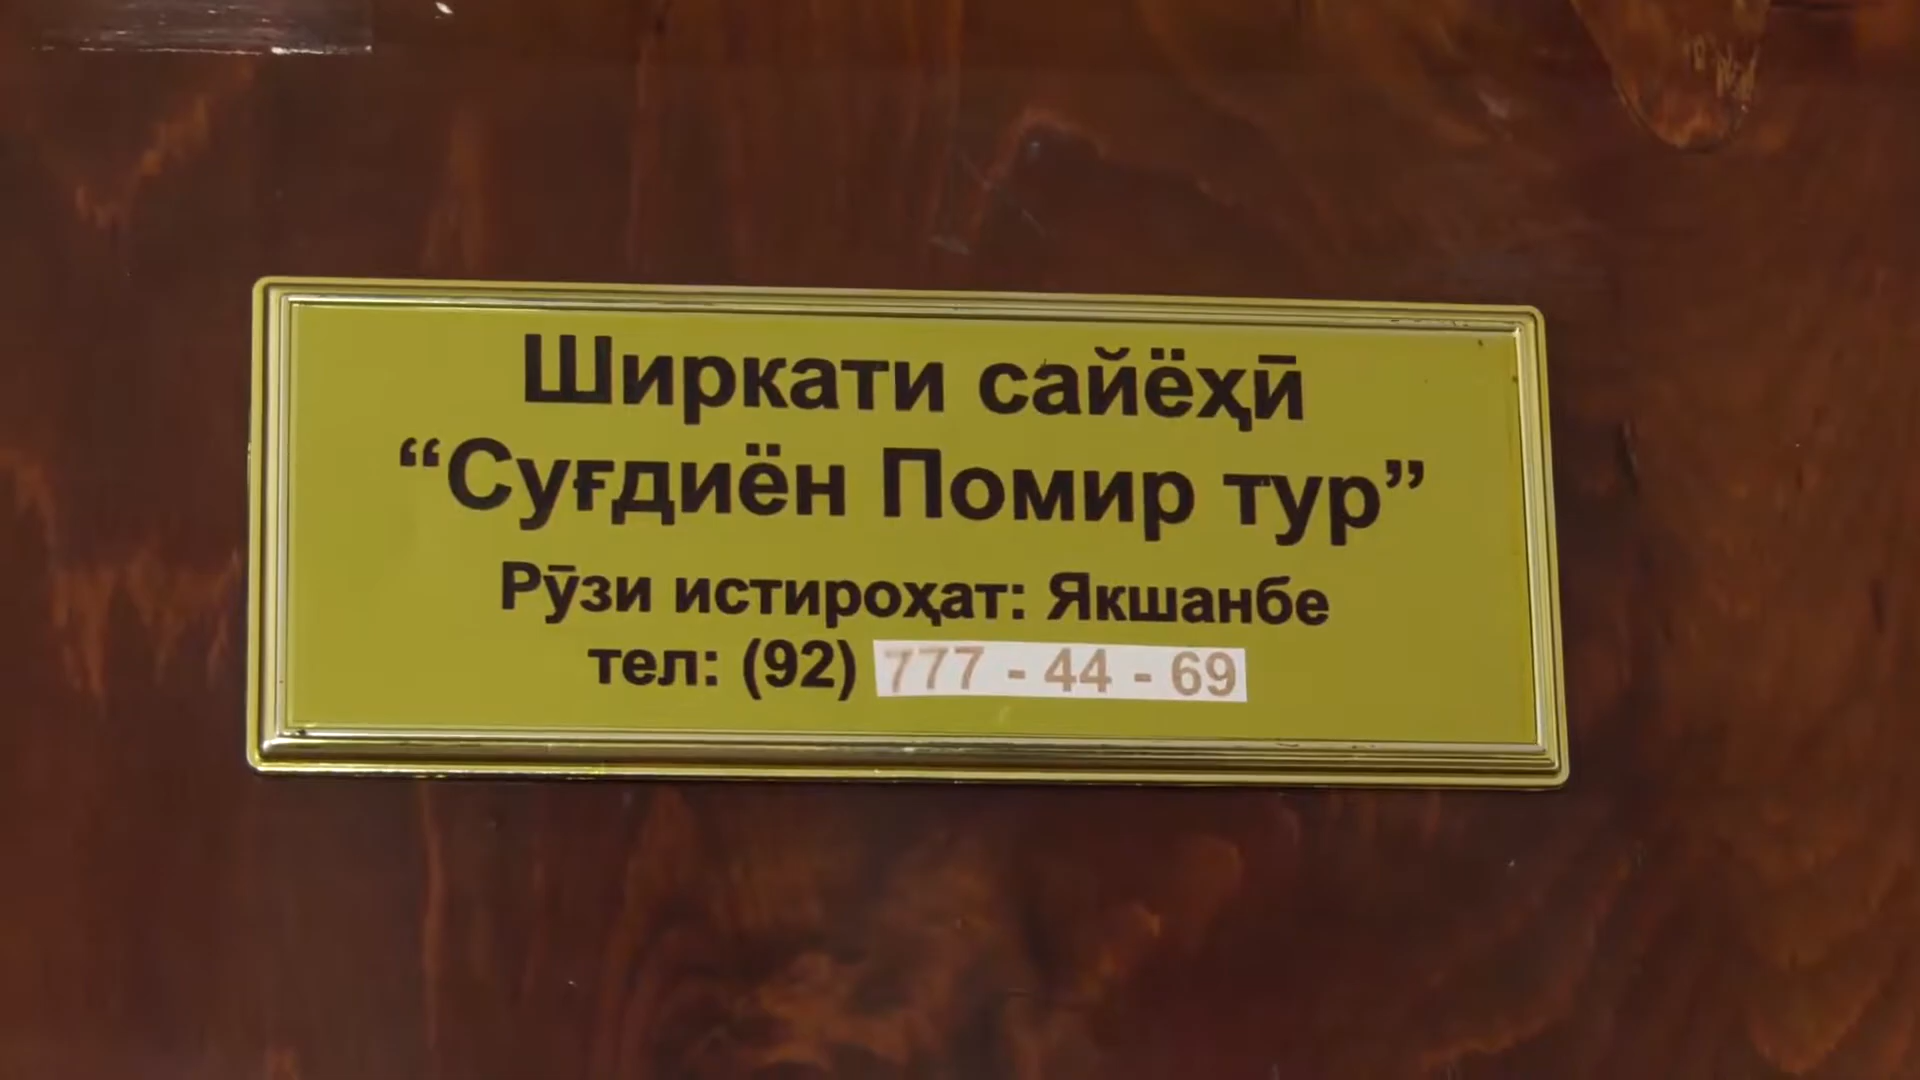 Ширкати сайёҳӣ
“Суғдиён Помир тур”
Рӯзи истироҳат: Якшанбе
тел: (92) 777 - 44 - 69